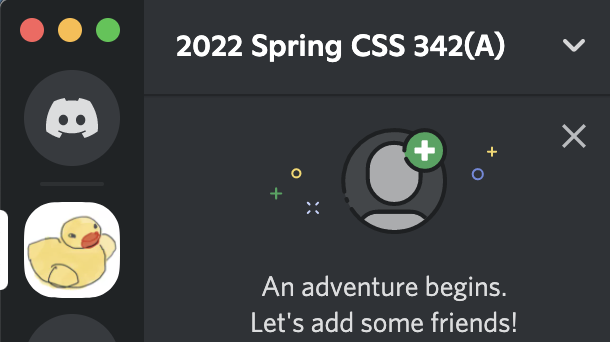 2022 Spring CSS 342(A)
An adventure begins.
Let's add some friends!